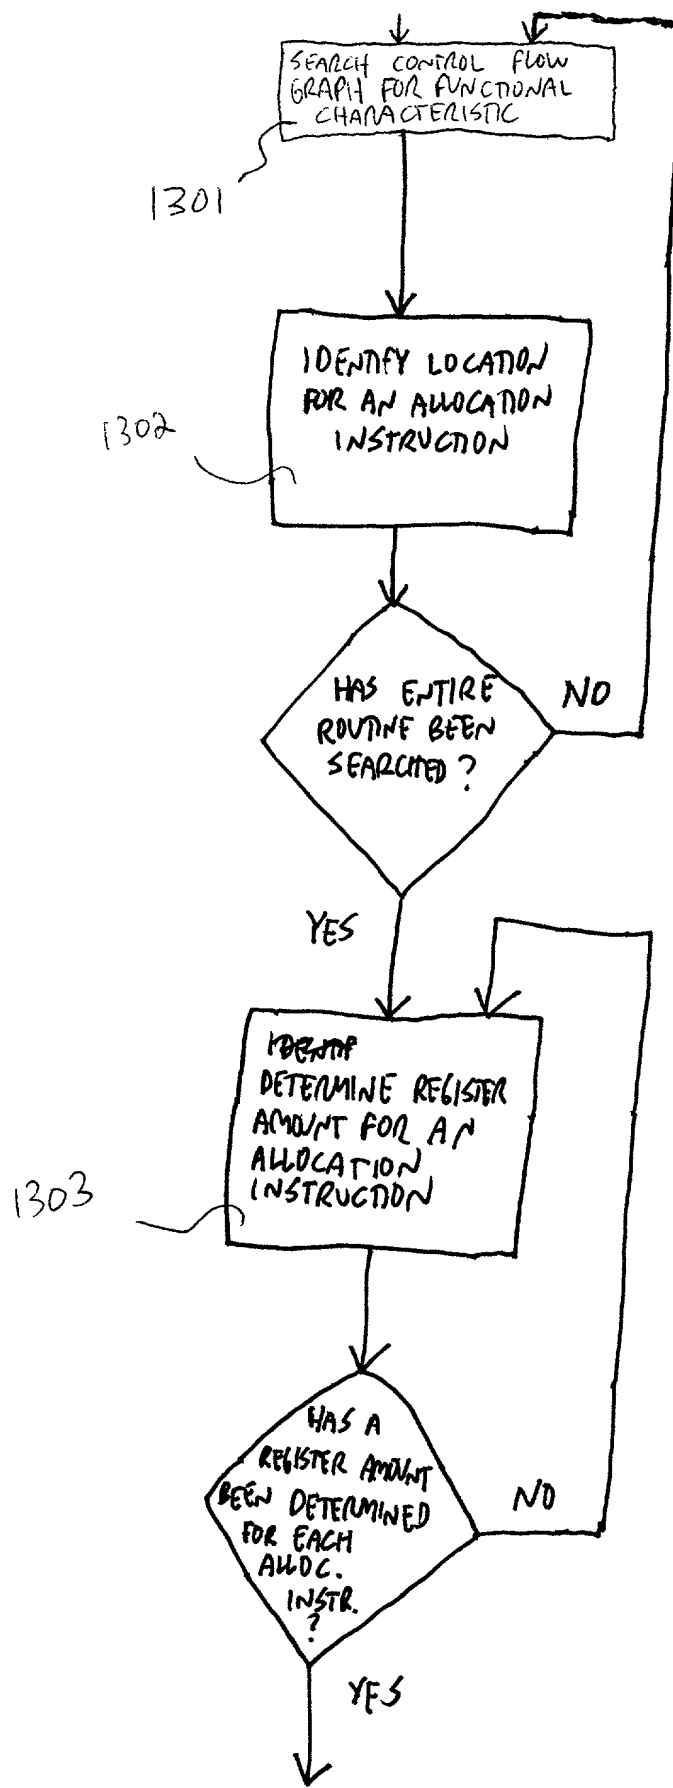 SEARCH CONTROL FLOW
GRAPH FOR FUNCTIONAL
CHARACTERISTIC
1301
IDENTIFY LOCATION
FOR AN ALLOCATION
INSTRUCTION
1302
HAS ENTIRE
ROUTINE BEEN
SEARCHED?
NO
YES
IDENTIF
DETERMINE REGISTER
AMOUNT FOR AN
ALLOCATION
INSTRUCTION
1303
HAS A
REGISTER AMOUNT
BEEN DETERMINED
FOR EACH
ALLOC.
INSTR.
?
NO
YES